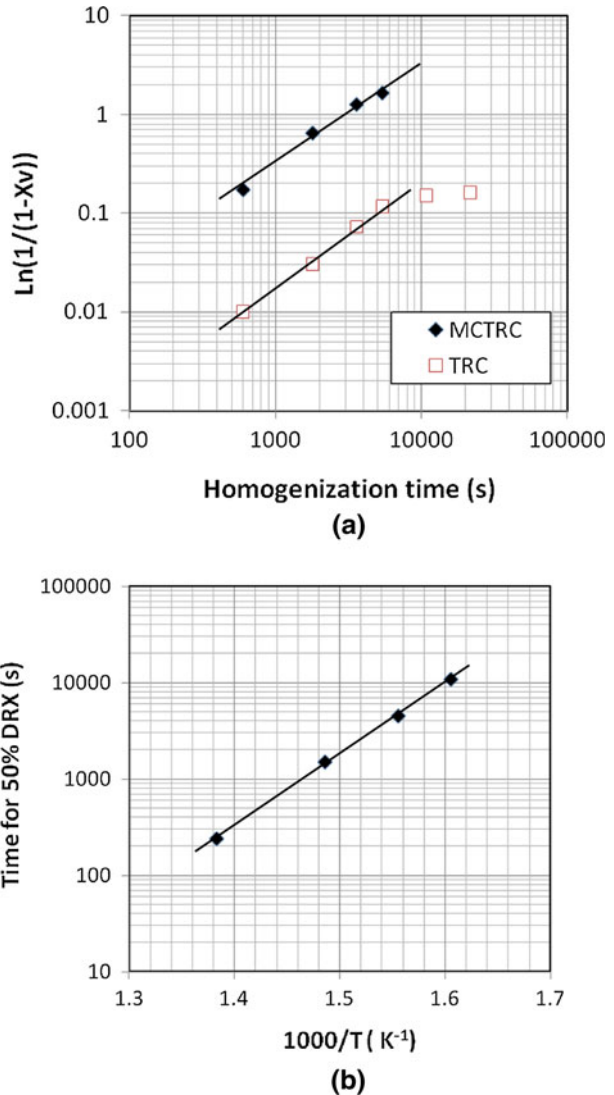 10
1
0.1
0.01
0.001
Ln(1/(1-Xv))
MCTRC
TRC
100
1000
10000
100000
Homogenization time (s)
(a)
100000
10000
1000
100
10
Time for 50% DRX (s)
1.3
1.4
1.5
1.6
1.7
1000/T ( K⁻¹)
(b)